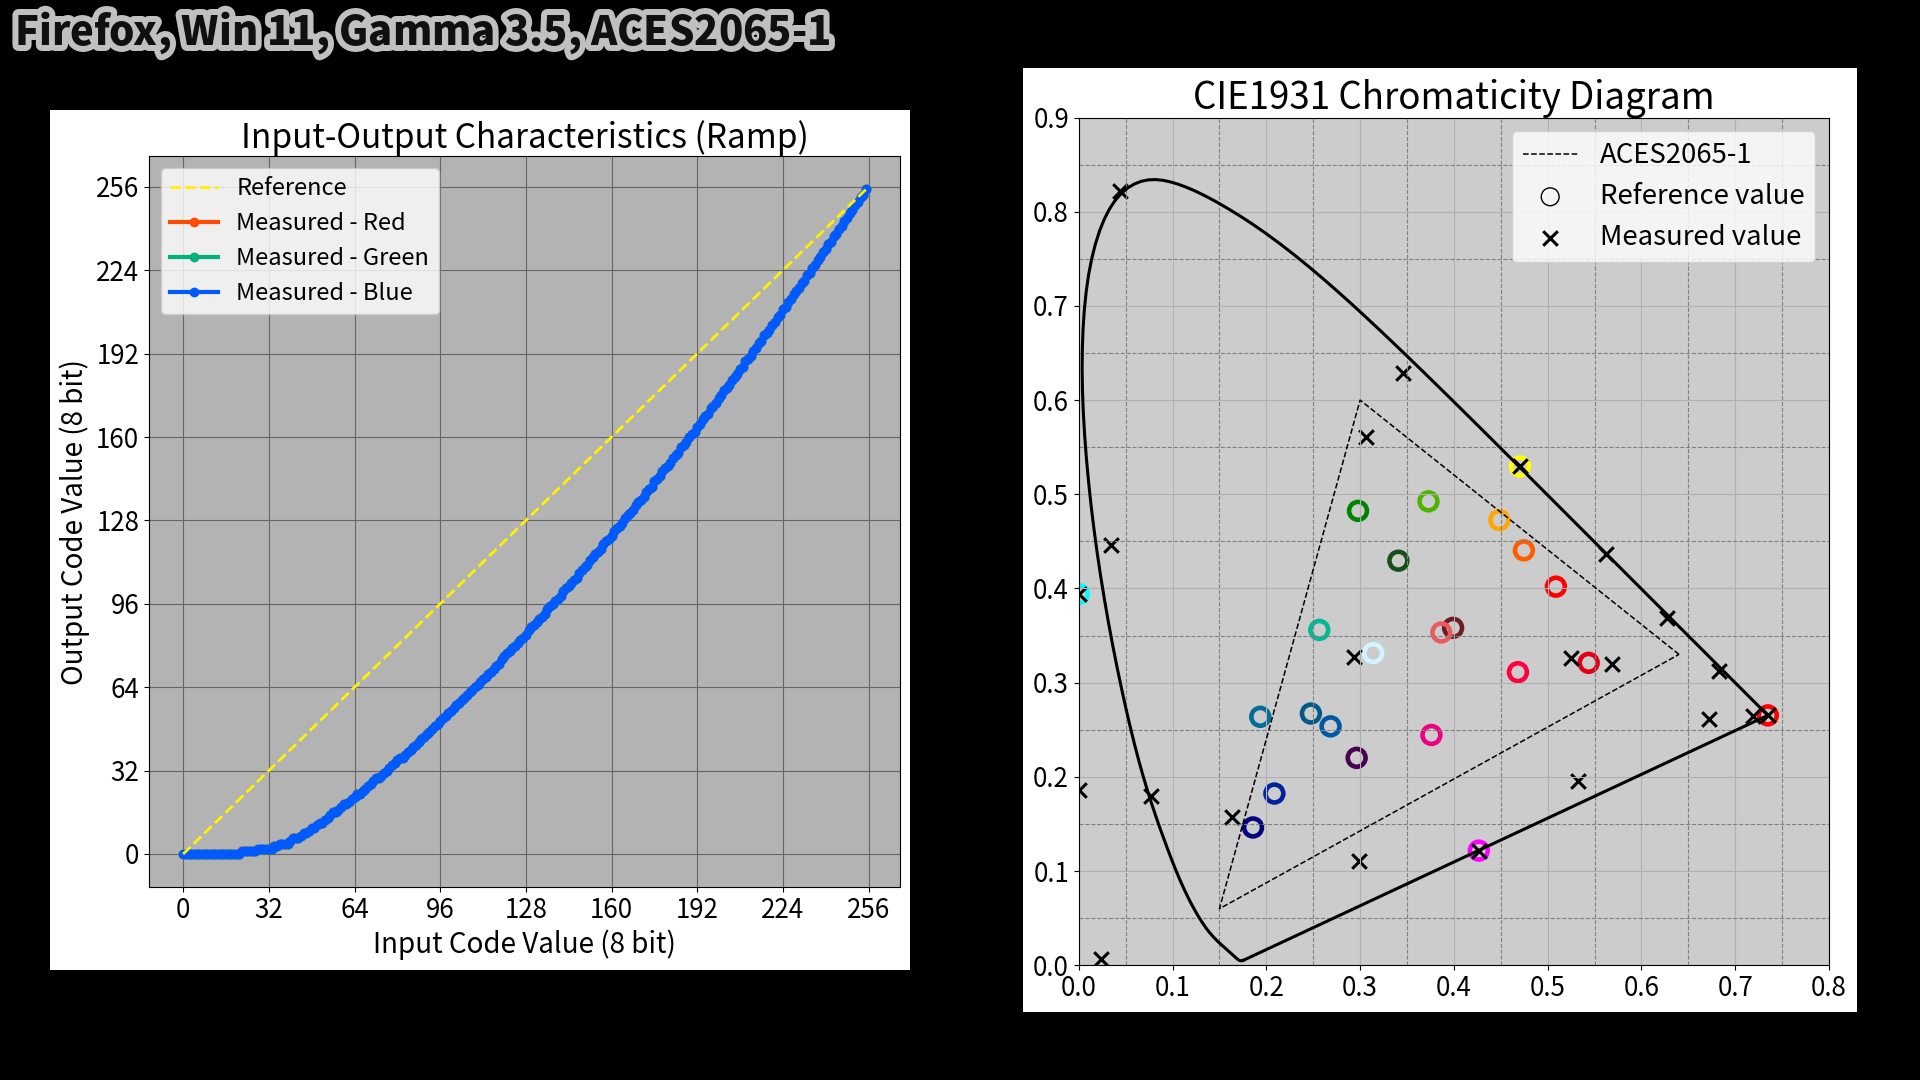 Firefox, Win 11, Gamma 3.5, ACES2065-1
Input-Output Characteristics (Ramp)
Reference
Measured - Red
Measured - Green
Measured - Blue
256
224
192
160
128
96
64
32
0
Output Code Value (8 bit)
0 32 64 96 128 160 192 224 256
Input Code Value (8 bit)
CIE1931 Chromaticity Diagram
ACES2065-1
Reference value
Measured value
0.9
0.8
0.7
0.6
0.5
0.4
0.3
0.2
0.1
0.0
0.0 0.1 0.2 0.3 0.4 0.5 0.6 0.7 0.8